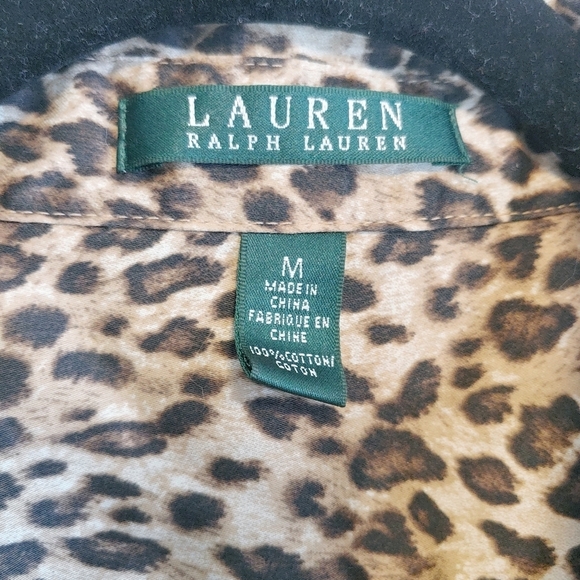 LAUREN
RALPH LAUREN
M
MADE IN
CHINA
FABRIQUE EN
CHINE
100%COTTON/
COTON